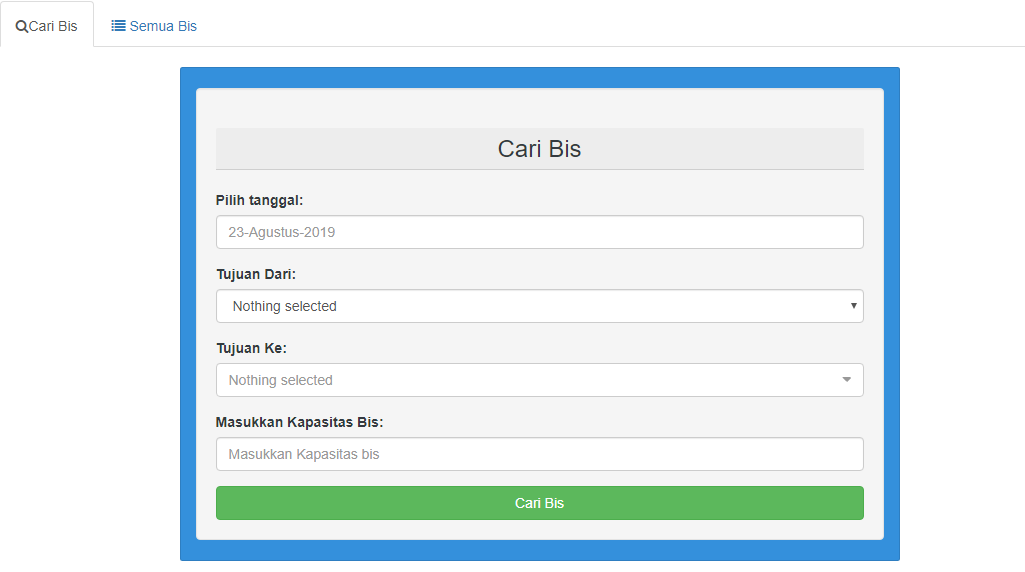 Cari Bis
Semua Bis
Cari Bis
Pilih tanggal:
23-Agustus-2019
Tujuan Dari:
Nothing selected
Tujuan Ke:
Nothing selected
Masukkan Kapasitas Bis:
Masukkan Kapasitas bis
Cari Bis